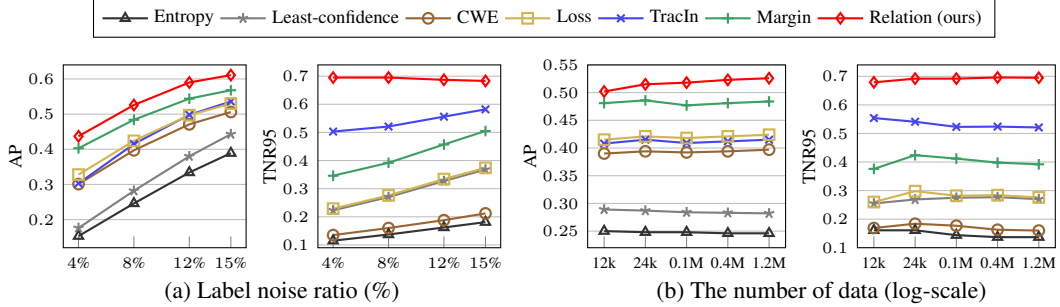 Entropy Least-confidence CWE Loss TracIn Margin Relation (ours)
0.6
0.5
0.4
0.3
0.2
AP
4% 8% 12% 15%
0.7
0.6
0.5
0.4
0.3
0.2
0.1
TNR95
4% 8% 12% 15%
(a) Label noise ratio (%)
0.55
0.50
0.45
0.40
0.35
0.30
0.25
AP
12k 24k 0.1M 0.4M 1.2M
0.7
0.6
0.5
0.4
0.3
0.2
0.1
TNR95
12k 24k 0.1M 0.4M 1.2M
(b) The number of data (log-scale)